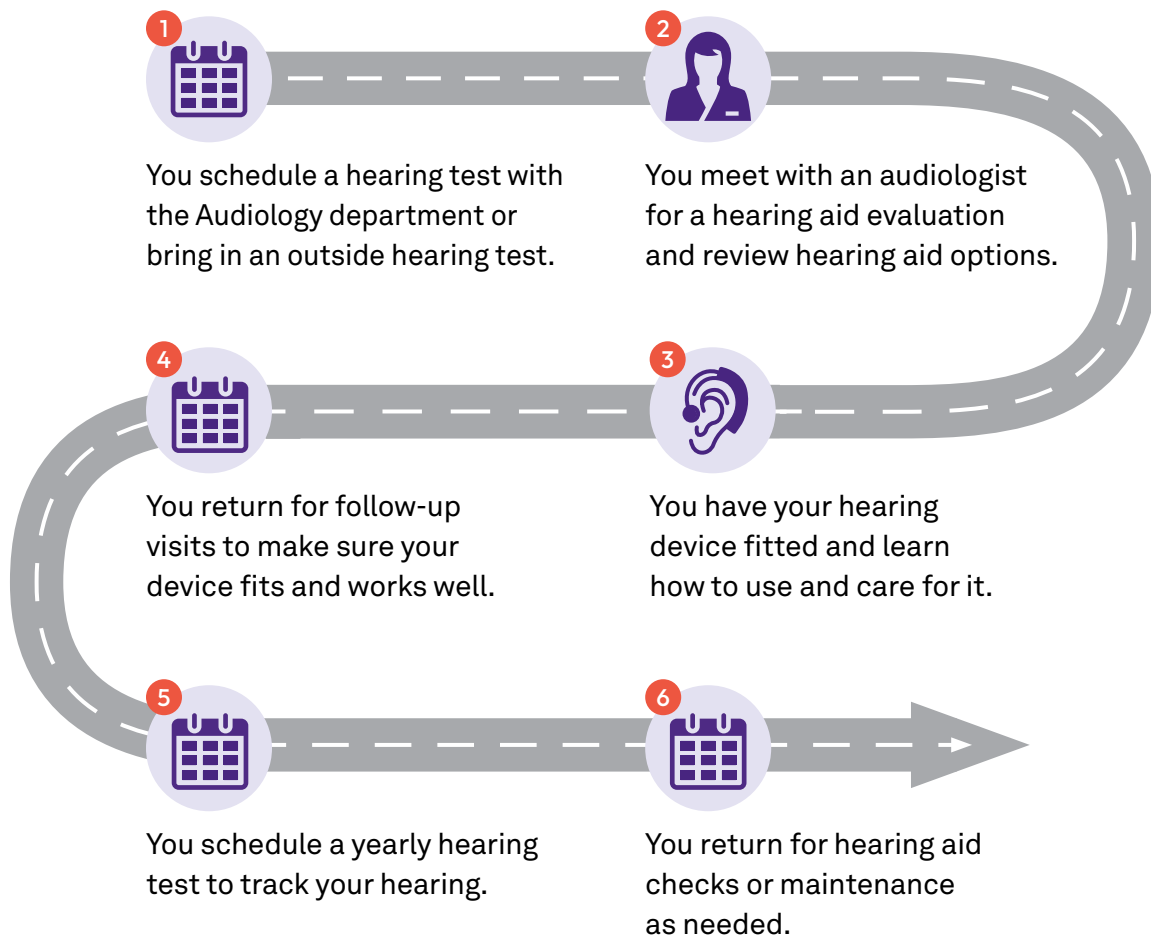 1
You schedule a hearing test with
the Audiology department or
bring in an outside hearing test.
2
You meet with an audiologist
for a hearing aid evaluation
and review hearing aid options.
3
You have your hearing
device fitted and learn
how to use and care for it.
4
You return for follow-up
visits to make sure your
device fits and works well.
5
You schedule a yearly hearing
test to track your hearing.
6
You return for hearing aid
checks or maintenance
as needed.